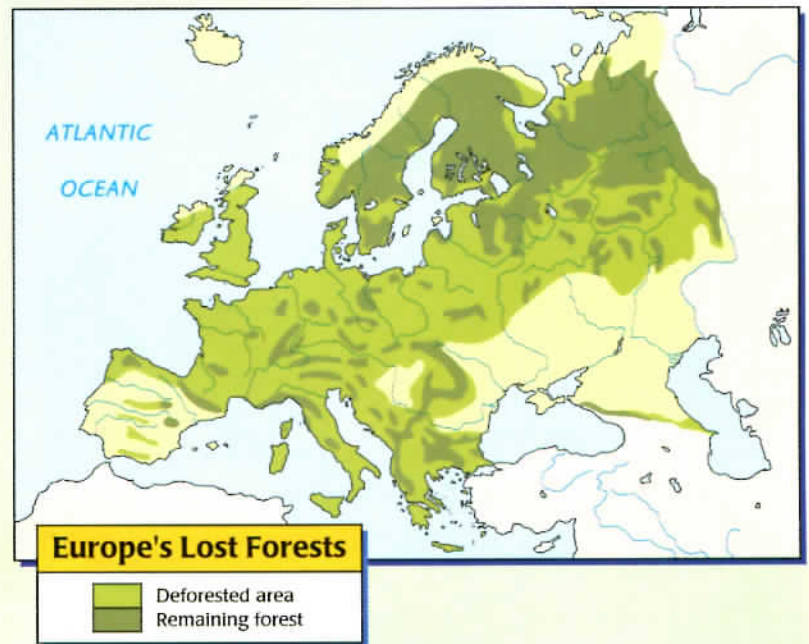 ATLANTIC
OCEAN
Europe's Lost Forests
Deforested area
Remaining forest